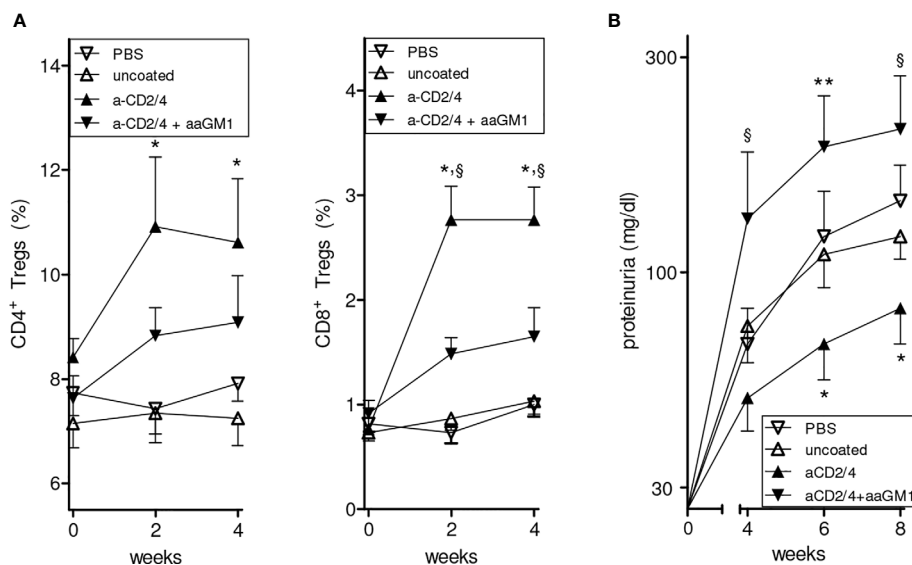 A
PBS
uncoated
a-CD2/4
a-CD2/4 + aaGM1
14
12
10
8
6
* *
CD4+ Tregs (%)
0 2 4
weeks
PBS
uncoated
a-CD2/4
a-CD2/4 + aaGM1
4
3
2
1
0
*,§ *,§
CD8+ Tregs (%)
0 2 4
weeks
B
300
100
30
§ ** §
* *
proteinuria (mg/dl)
PBS
uncoated
aCD2/4
aCD2/4+aaGM1
0 4 6 8
weeks